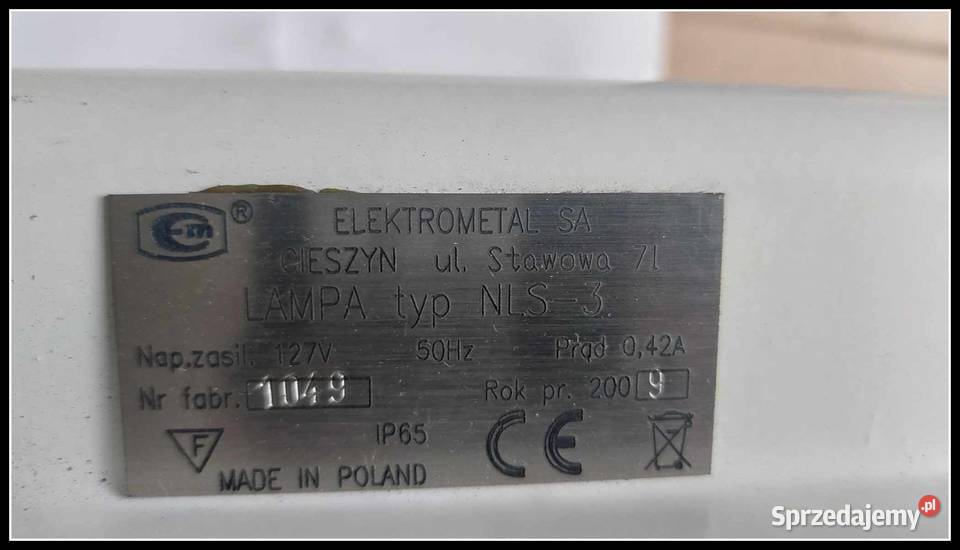 Em ® ELEKTROMETAL SA
CIESZYN ul. Stawowa 71
LAMPA typ NLS-3
Nap.zasil. 127V 50Hz Prąd 0,42A
Nr fabr. 1049 Rok pr. 2009
F IP65 CE
MADE IN POLAND
Sprzedajemy.pl